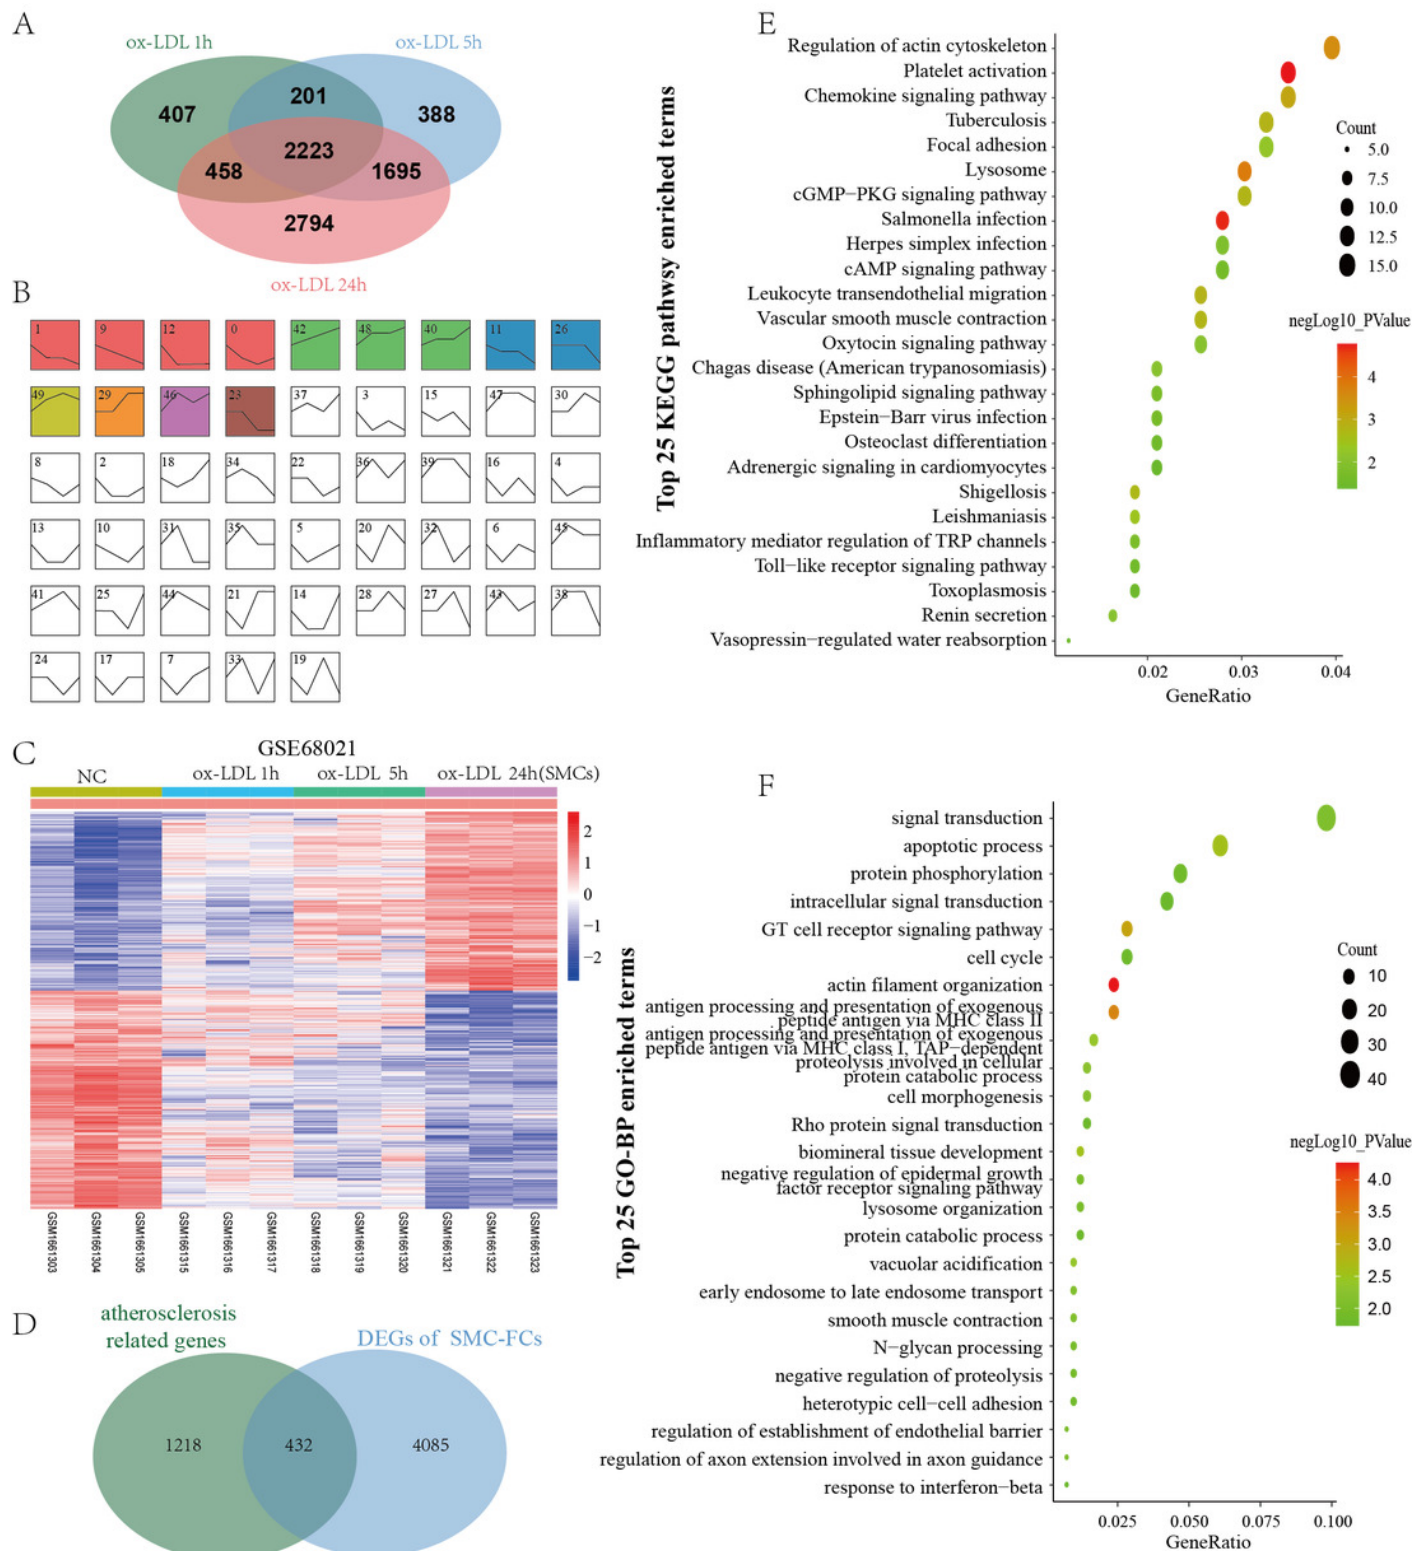 A
ox-LDL 1h
ox-LDL 5h
407
201
388
2223
458
1695
2794
ox-LDL 24h
B
1
9
12
0
42
48
40
11
26
49
29
46
23
37
3
15
47
30
8
2
18
34
22
36
39
16
4
13
10
31
35
5
20
32
6
45
41
25
44
21
14
28
27
43
38
24
17
7
33
19
C
GSE68021
NC
ox-LDL 1h
ox-LDL 5h
ox-LDL 24h(SMCs)
2
1
0
−1
−2
GSM1661303
GSM1661304
GSM1661305
GSM1661315
GSM1661316
GSM1661317
GSM1661318
GSM1661319
GSM1661320
GSM1661321
GSM1661322
GSM1661323
D
atherosclerosis
related genes
DEGs of SMC-FCs
1218
432
4085
E
Top 25 KEGG pathwsy enriched terms
Regulation of actin cytoskeleton
Platelet activation
Chemokine signaling pathway
Tuberculosis
Focal adhesion
Lysosome
cGMP−PKG signaling pathway
Salmonella infection
Herpes simplex infection
cAMP signaling pathway
Leukocyte transendothelial migration
Vascular smooth muscle contraction
Oxytocin signaling pathway
Chagas disease (American trypanosomiasis)
Sphingolipid signaling pathway
Epstein−Barr virus infection
Osteoclast differentiation
Adrenergic signaling in cardiomyocytes
Shigellosis
Leishmaniasis
Inflammatory mediator regulation of TRP channels
Toll−like receptor signaling pathway
Toxoplasmosis
Renin secretion
Vasopressin−regulated water reabsorption
0.02
0.03
0.04
GeneRatio
Count
5.0
7.5
10.0
12.5
15.0
negLog10_PValue
4
3
2
F
Top 25 GO-BP enriched terms
signal transduction
apoptotic process
protein phosphorylation
intracellular signal transduction
GT cell receptor signaling pathway
cell cycle
actin filament organization
antigen processing and presentation of exogenous
peptide antigen via MHC class II
antigen processing and presentation of exogenous
peptide antigen via MHC class I, TAP−dependent
proteolysis involved in cellular
protein catabolic process
cell morphogenesis
Rho protein signal transduction
biomineral tissue development
negative regulation of epidermal growth
factor receptor signaling pathway
lysosome organization
protein catabolic process
vacuolar acidification
early endosome to late endosome transport
smooth muscle contraction
N−glycan processing
negative regulation of proteolysis
heterotypic cell−cell adhesion
regulation of establishment of endothelial barrier
regulation of axon extension involved in axon guidance
response to interferon−beta
0.025
0.050
0.075
0.100
GeneRatio
Count
10
20
30
40
negLog10_PValue
4.0
3.5
3.0
2.5
2.0